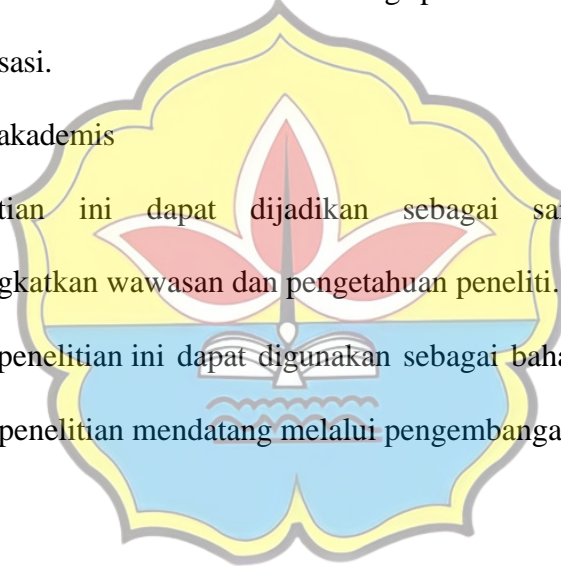 sasi.
akademis
tian ini dapat dijadikan sebagai sar
gkatkan wawasan dan pengetahuan peneliti.
penelitian ini dapat digunakan sebagai baha
penelitian mendatang melalui pengembanga